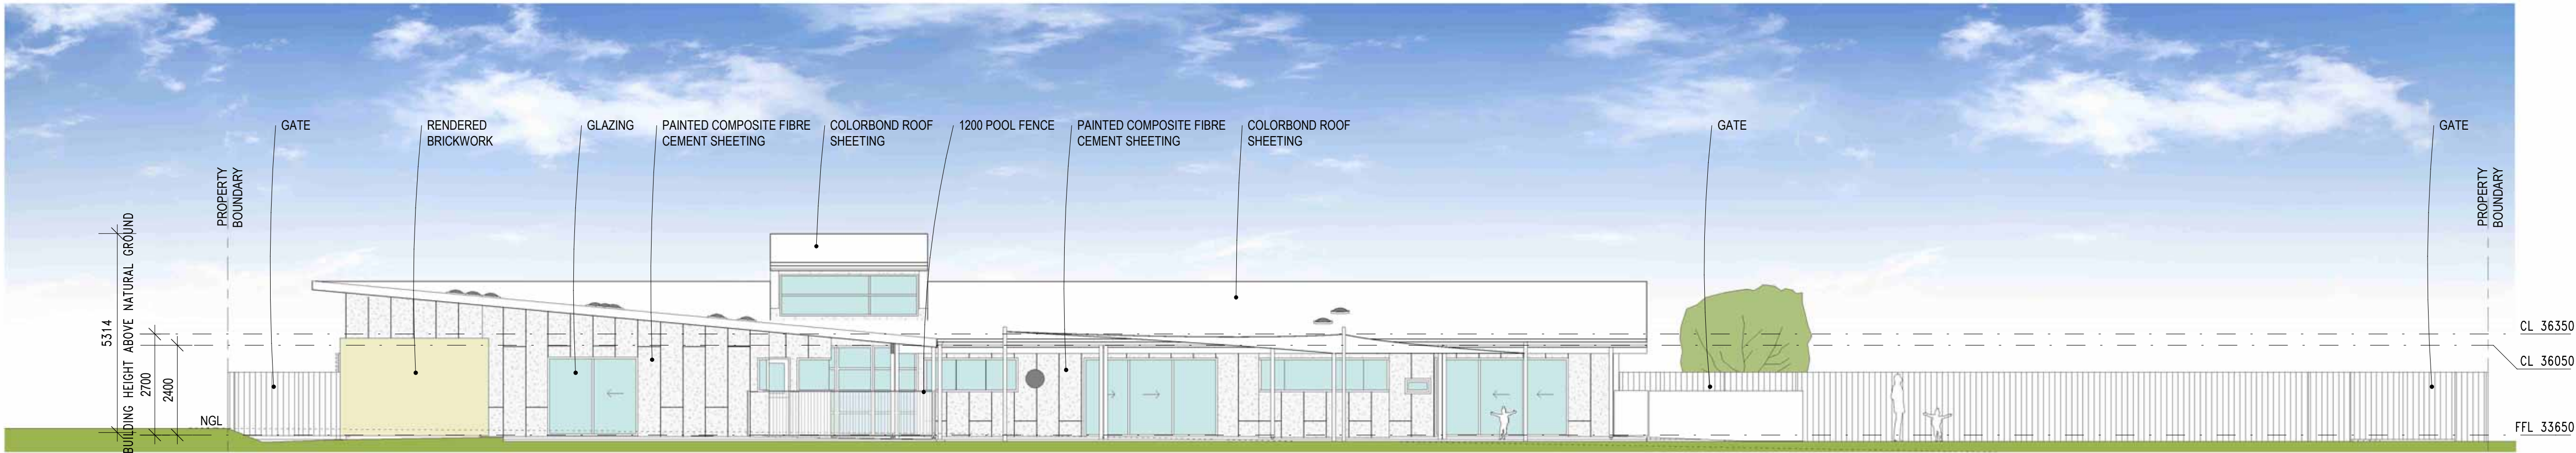 GATE
RENDERED
BRICKWORK
GLAZING
PAINTED COMPOSITE FIBRE
CEMENT SHEETING
COLORBOND ROOF
SHEETING
1200 POOL FENCE
PAINTED COMPOSITE FIBRE
CEMENT SHEETING
COLORBOND ROOF
SHEETING
GATE
GATE
PROPERTY
BOUNDARY
PROPERTY
BOUNDARY
5314
BUILDING HEIGHT ABOVE NATURAL GROUND
2700
2400
NGL
CL 36350
CL 36050
FFL 33650